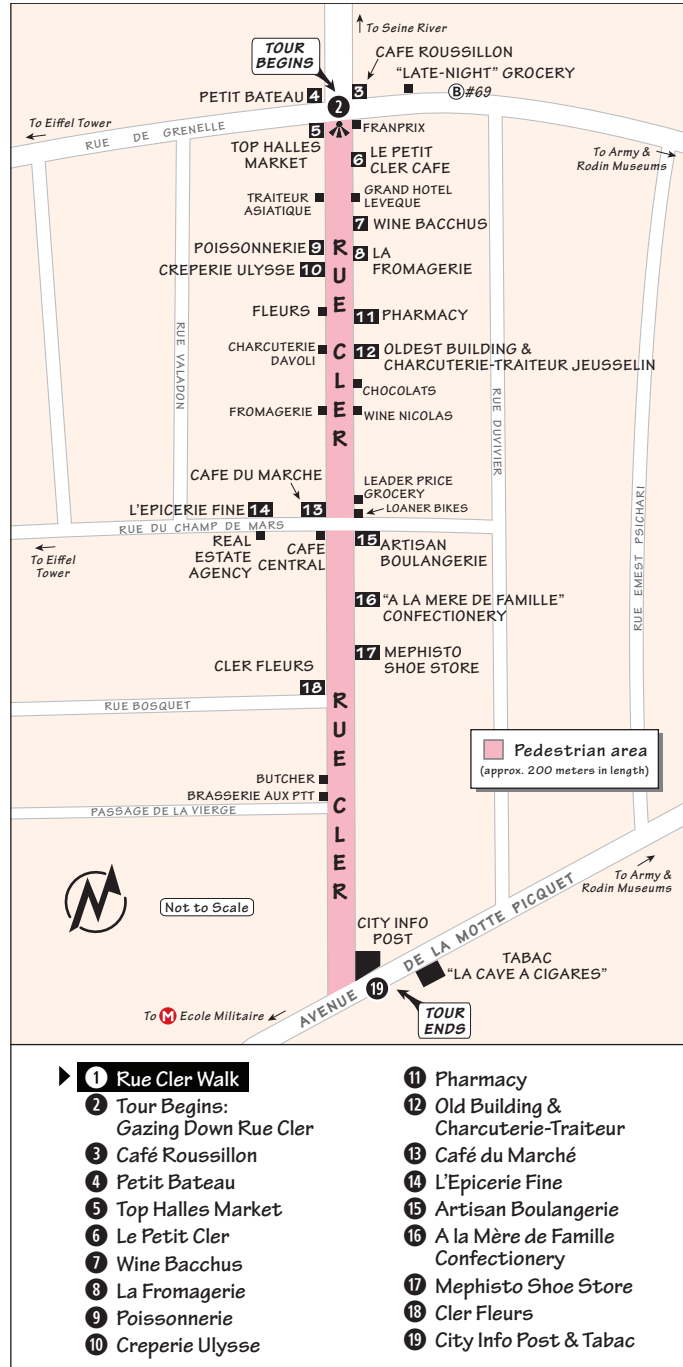 To Seine River
TOUR
BEGINS
CAFE ROUSSILLON
"LATE-NIGHT" GROCERY
PETIT BATEAU 4
3
B #69
2
To Eiffel Tower
RUE DE GRENELLE
5
TOP HALLES
MARKET
FRANPRIX
6 LE PETIT
CLER CAFE
To Army &
Rodin Museums
TRAITEUR
ASIATIQUE
GRAND HOTEL
LEVEQUE
7 WINE BACCHUS
POISSONNERIE 9
8 LA
FROMAGERIE
CREPERIE ULYSSE 10
RUE CLER
FLEURS
11 PHARMACY
RUE VALADON
CHARCUTERIE
DAVOLI
12 OLDEST BUILDING &
CHARCUTERIE-TRAITEUR JEUSSELIN
CHOCOLATS
FROMAGERIE
WINE NICOLAS
RUE DUVIVIER
CAFE DU MARCHE
LEADER PRICE
GROCERY
L'EPICERIE FINE 14
13
LOANER BIKES
RUE DU CHAMP DE MARS
To Eiffel
Tower
REAL
ESTATE
AGENCY
CAFE
CENTRAL
15 ARTISAN
BOULANGERIE
RUE EMEST PSICHARI
16 "A LA MERE DE FAMILLE"
CONFECTIONERY
17 MEPHISTO
SHOE STORE
CLER FLEURS
18
RUE BOSQUET
RUE CLER
Pedestrian area
(approx. 200 meters in length)
BUTCHER
BRASSERIE AUX PTT
PASSAGE DE LA VIERGE
To Army &
Rodin Museums
N
Not to Scale
CITY INFO
POST
AVENUE DE LA MOTTE PICQUET
TABAC
"LA CAVE A CIGARES"
19
To M Ecole Militaire
TOUR
ENDS
1 Rue Cler Walk
2 Tour Begins:
Gazing Down Rue Cler
3 Café Roussillon
4 Petit Bateau
5 Top Halles Market
6 Le Petit Cler
7 Wine Bacchus
8 La Fromagerie
9 Poissonnerie
10 Creperie Ulysse
11 Pharmacy
12 Old Building &
Charcuterie-Traiteur
13 Café du Marché
14 L'Epicerie Fine
15 Artisan Boulangerie
16 A la Mère de Famille
Confectionery
17 Mephisto Shoe Store
18 Cler Fleurs
19 City Info Post & Tabac